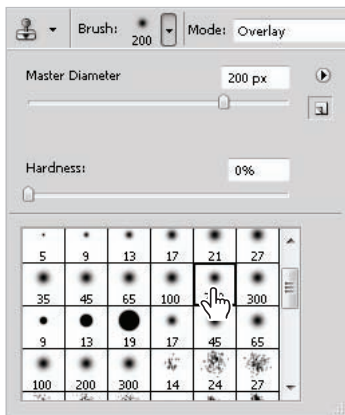 Brush: 200 Mode: Overlay
Master Diameter 200 px
Hardness: 0%
5 9 13 17 21 27
35 45 65 100 300
9 13 19 17 45 65
100 200 300 14 24 27